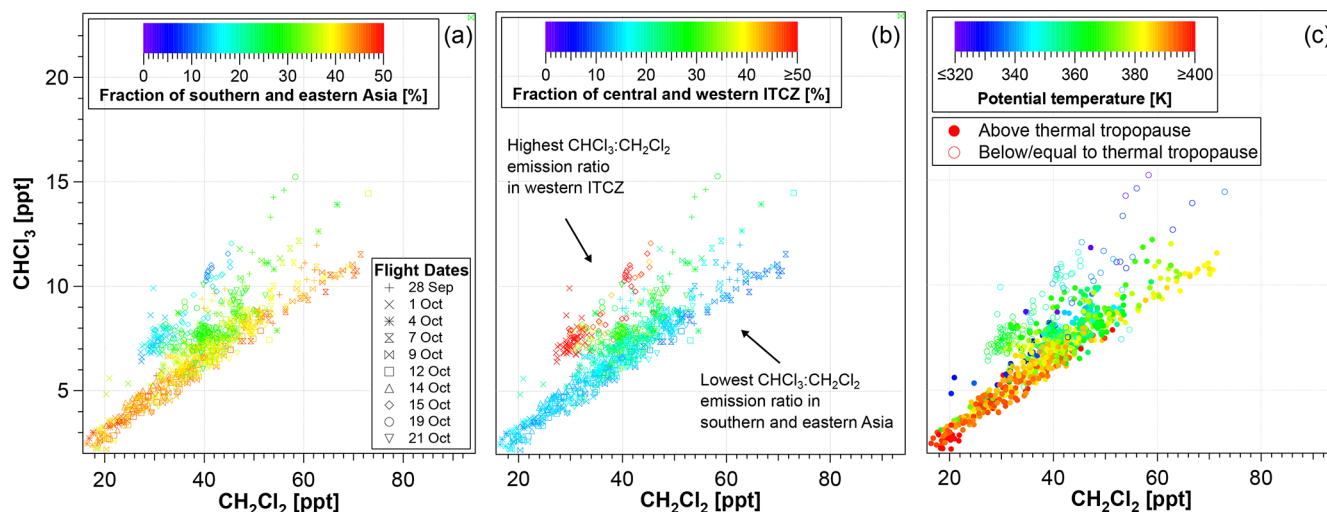 (a)
0 10 20 30 40 50
Fraction of southern and eastern Asia [%]
20
15
10
5
CHCl₃ [ppt]
Flight Dates
28 Sep
1 Oct
4 Oct
7 Oct
9 Oct
12 Oct
14 Oct
15 Oct
19 Oct
21 Oct
20 40 60 80
CH₂Cl₂ [ppt]
(b)
0 10 20 30 40 ≥50
Fraction of central and western ITCZ [%]
Highest CHCl₃:CH₂Cl₂
emission ratio
in western ITCZ
Lowest CHCl₃:CH₂Cl₂
emission ratio in
southern and eastern Asia
20 40 60 80
CH₂Cl₂ [ppt]
(c)
≤320 340 360 380 ≥400
Potential temperature [K]
Above thermal tropopause
Below/equal to thermal tropopause
20 40 60 80
CH₂Cl₂ [ppt]